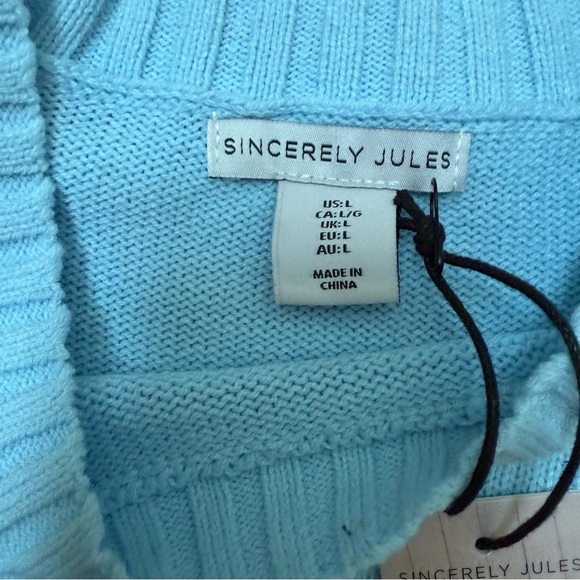 SINCERELY JULES
US: L
CA: L/G
UK: L
EU: L
AU: L
MADE IN
CHINA
SINCERELY JULES